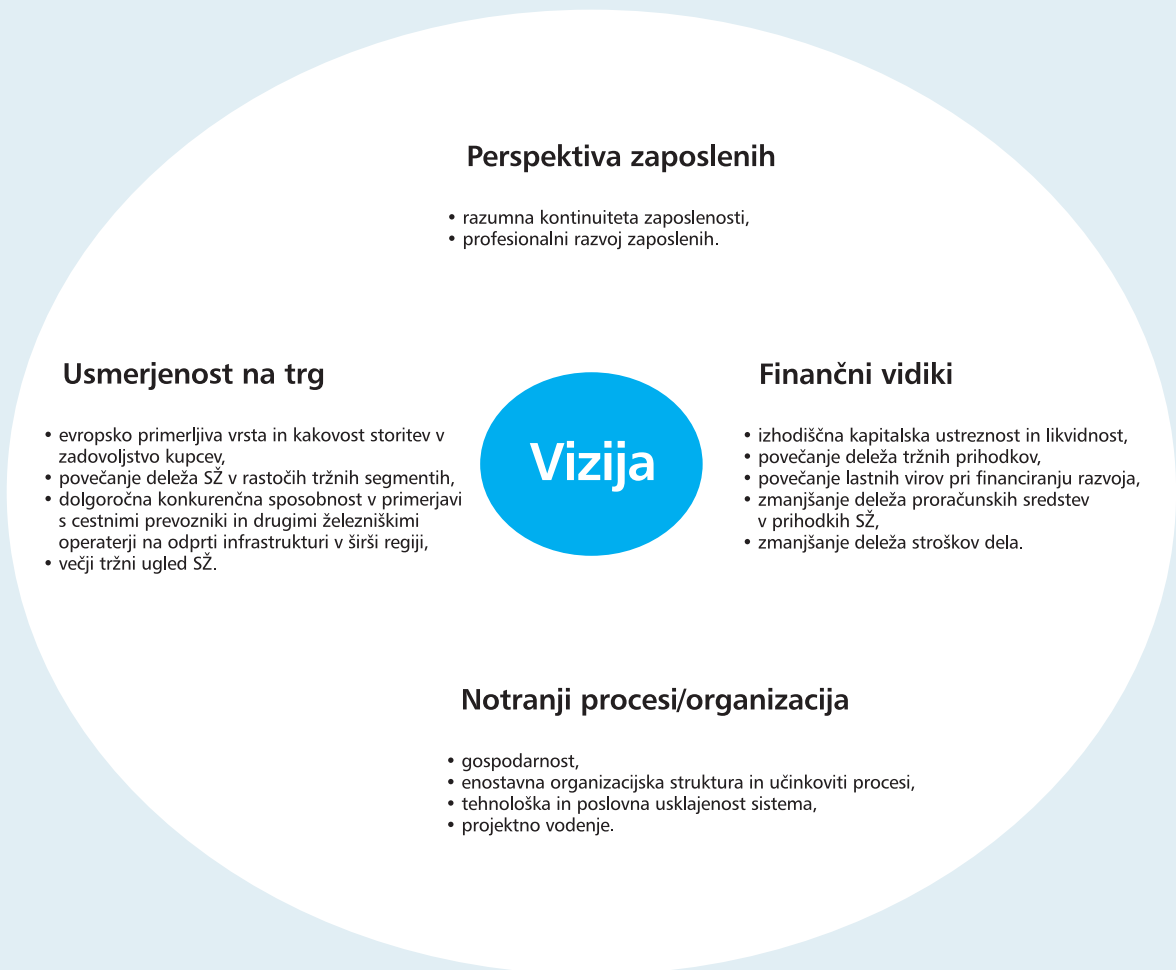 Perspektiva zaposlenih
• razumna kontinuiteta zaposlenosti,
• profesionalni razvoj zaposlenih.
Usmerjenost na trg
• evropsko primerljiva vrsta in kakovost storitev v
zadovoljstvo kupcev,
• povečanje deleža SŽ v rastočih tržnih segmentih,
• dolgoročna konkurenčna sposobnost v primerjavi
s cestnimi prevozniki in drugimi železniškimi
operaterji na odprti infrastrukturi v širši regiji,
• večji tržni ugled SŽ.
Vizija
Finančni vidiki
• izhodiščna kapitalska ustreznost in likvidnost,
• povečanje deleža tržnih prihodkov,
• povečanje lastnih virov pri financiranju razvoja,
• zmanjšanje deleža proračunskih sredstev
v prihodkih SŽ,
• zmanjšanje deleža stroškov dela.
Notranji procesi/organizacija
• gospodarnost,
• enostavna organizacijska struktura in učinkoviti procesi,
• tehnološka in poslovna usklajenost sistema,
• projektno vodenje.